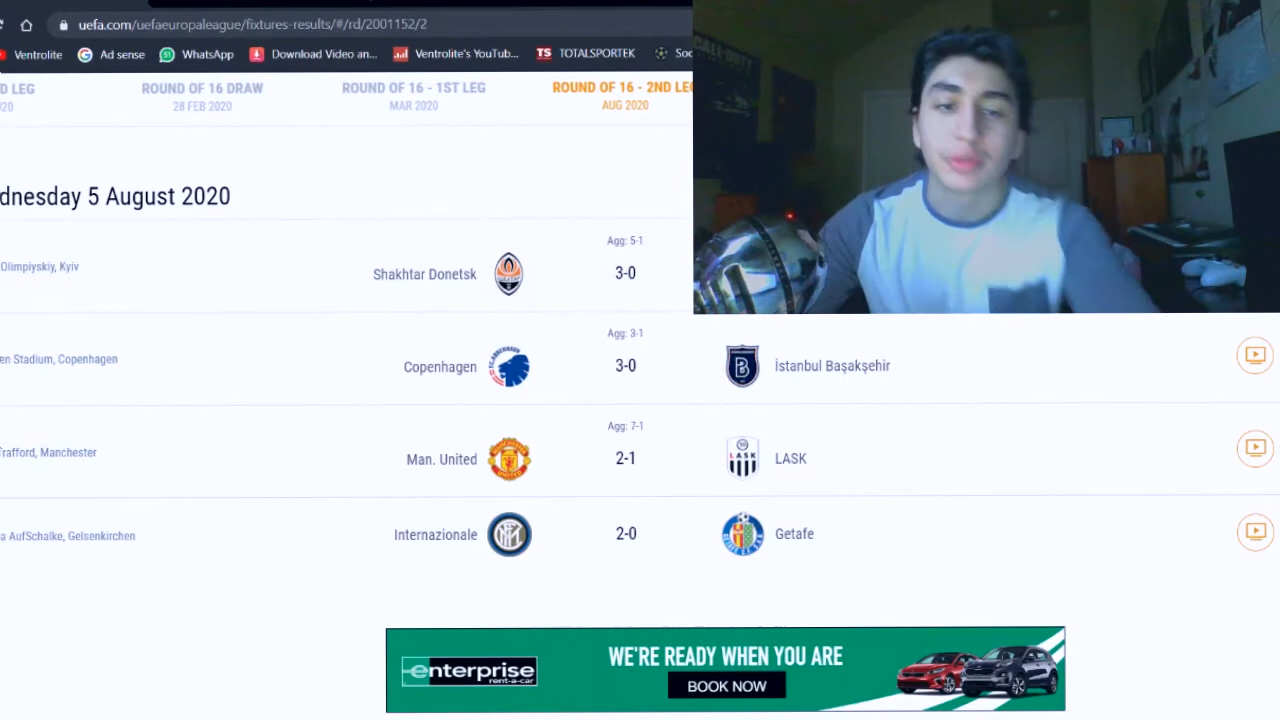 uefa.com/uefaeuropaleague/fixtures-results/#/rd/2001152/2
Ventrolite Ad sense WhatsApp Download Video an... Ventrolite's YouTub... TS TOTALSPORTEK Soc
D LEG ROUND OF 16 DRAW ROUND OF 16 - 1ST LEG ROUND OF 16 - 2ND LEG
020 28 FEB 2020 MAR 2020 AUG 2020
dnesday 5 August 2020
Agg: 5-1
Olimpiyskiy, Kyiv Shakhtar Donetsk 3-0
Agg: 3-1
en Stadium, Copenhagen Copenhagen 3-0 İstanbul Başakşehir
Agg: 7-1
Trafford, Manchester Man. United 2-1 LASK
a AufSchalke, Gelsenkirchen Internazionale 2-0 Getafe
enterprise
rent-a-car
WE'RE READY WHEN YOU ARE
BOOK NOW